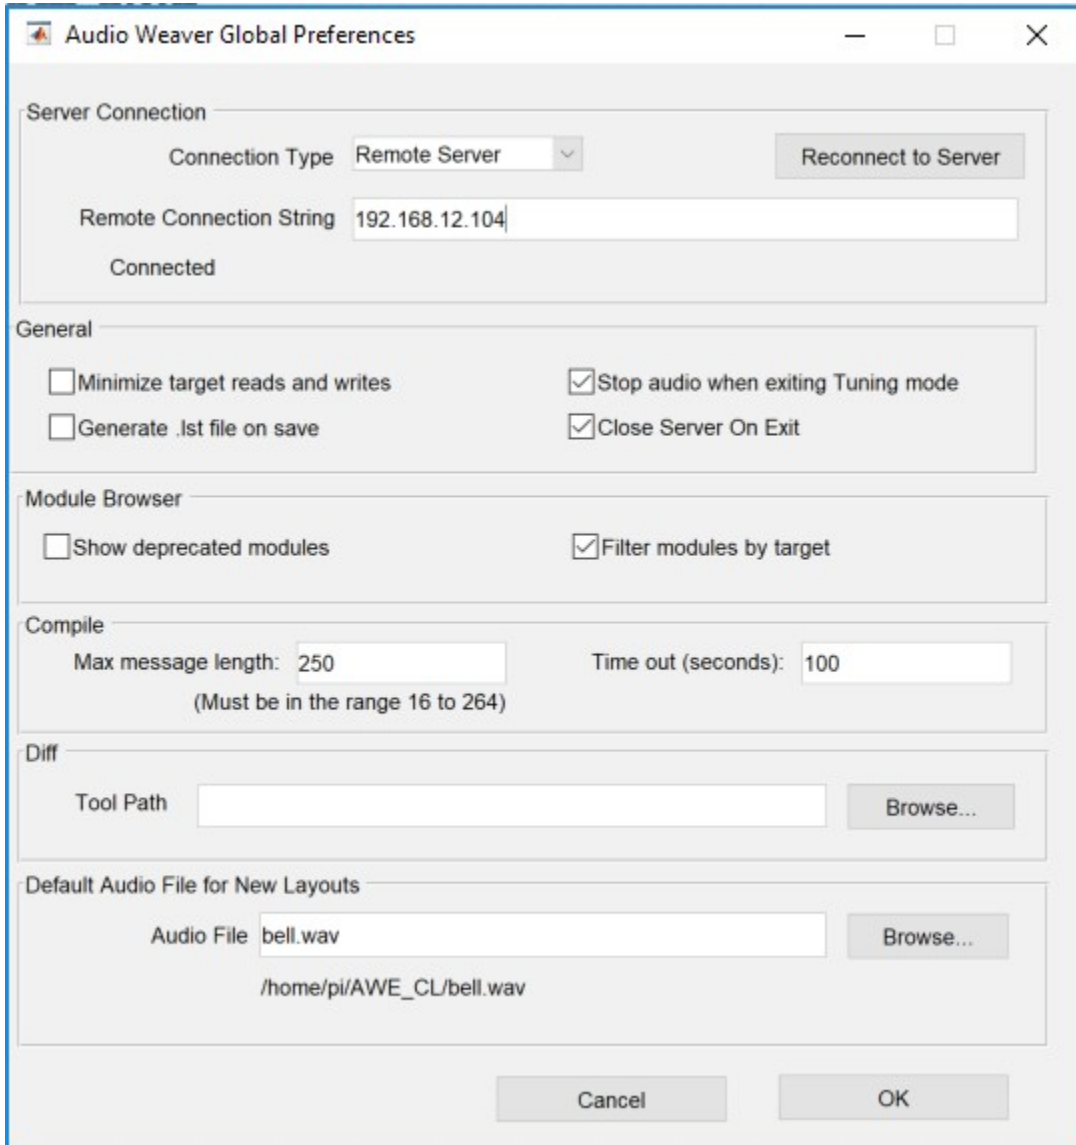 Audio Weaver Global Preferences
Server Connection
Connection Type Remote Server Reconnect to Server
Remote Connection String 192.168.12.104
Connected
General
Minimize target reads and writes Stop audio when exiting Tuning mode
Generate .lst file on save Close Server On Exit
Module Browser
Show deprecated modules Filter modules by target
Compile
Max message length: 250 Time out (seconds): 100
(Must be in the range 16 to 264)
Diff
Tool Path Browse...
Default Audio File for New Layouts
Audio File bell.wav Browse...
/home/pi/AWE_CL/bell.wav
Cancel OK